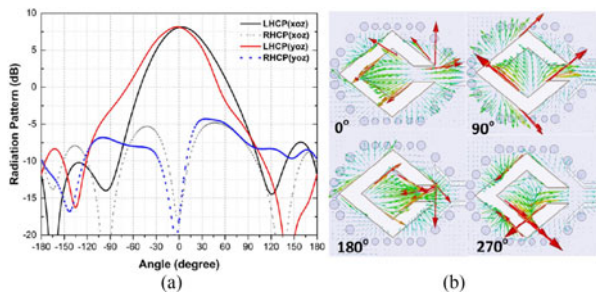 10
5
0
-5
-10
-15
-20
Radiation Pattern (dB)
LHCP(xoz)
RHCP(xoz)
LHCP(yoz)
RHCP(yoz)
-180 -150 -120 -90 -60 -30 0 30 60 90 120 150 180
Angle (degree)
(a)
0°
90°
180°
270°
(b)